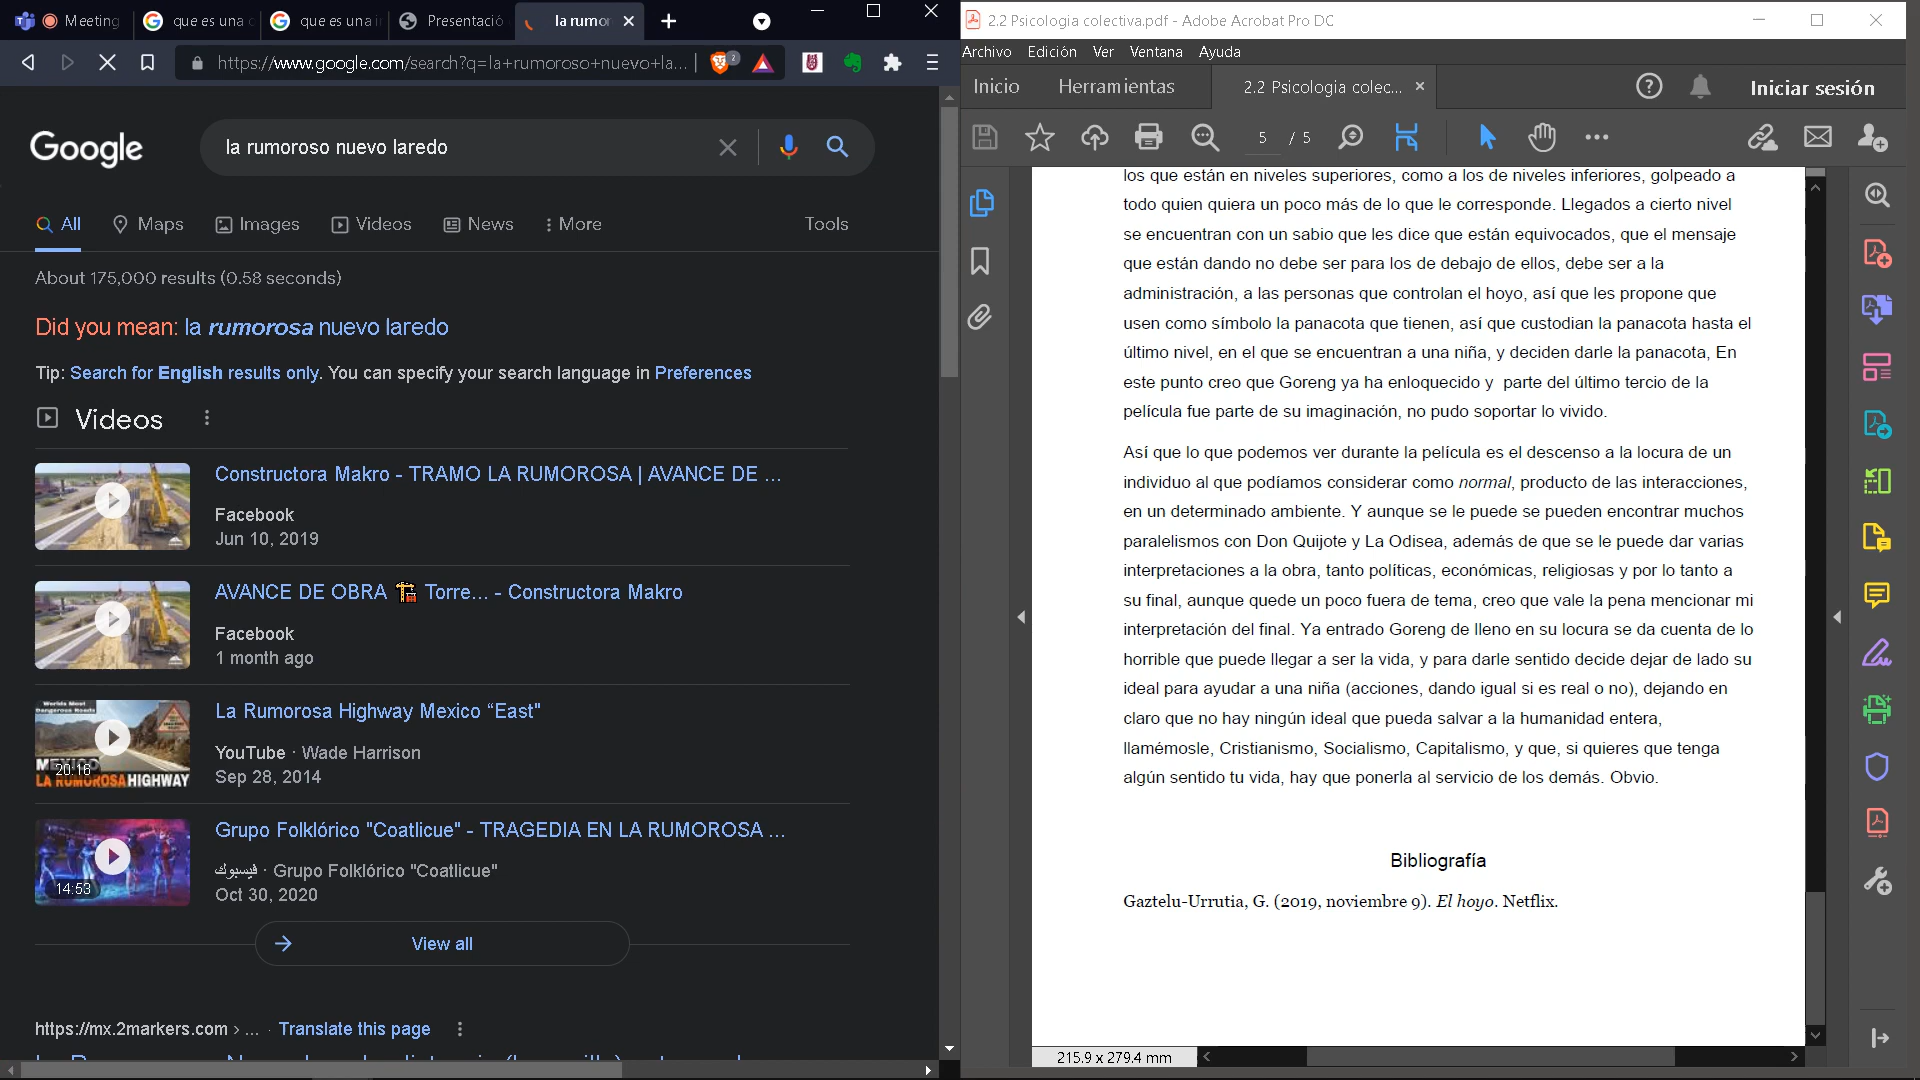 Meeting
que es una
que es una i
Presentació
la rumor
https://www.google.com/search?q=la+rumoroso+nuevo+la...
2
Google
la rumoroso nuevo laredo
All
Maps
Images
Videos
News
More
Tools
About 175,000 results (0.58 seconds)
Did you mean: la rumorosa nuevo laredo
Tip: Search for English results only. You can specify your search language in Preferences
Videos
Constructora Makro - TRAMO LA RUMOROSA | AVANCE DE ...
Facebook
Jun 10, 2019
AVANCE DE OBRA 🏗 Torre... - Constructora Makro
Facebook
1 month ago
Worlds Most
Dangerous Roads
MEXICO
20:16
LA RUMOROSA HIGHWAY
La Rumorosa Highway Mexico “East"
YouTube · Wade Harrison
Sep 28, 2014
14:53
Grupo Folklórico "Coatlicue" - TRAGEDIA EN LA RUMOROSA ...
فيسبوك · Grupo Folklórico "Coatlicue"
Oct 30, 2020
View all
https://mx.2markers.com › ... · Translate this page
2.2 Psicologia colectiva.pdf - Adobe Acrobat Pro DC
Archivo Edición Ver Ventana Ayuda
Inicio
Herramientas
2.2 Psicologia colec...
Iniciar sesión
5 / 5
los que están en niveles superiores, como a los de niveles inferiores, golpeado a
todo quien quiera un poco más de lo que le corresponde. Llegados a cierto nivel
se encuentran con un sabio que les dice que están equivocados, que el mensaje
que están dando no debe ser para los de debajo de ellos, debe ser a la
administración, a las personas que controlan el hoyo, así que les propone que
usen como símbolo la panacota que tienen, así que custodian la panacota hasta el
último nivel, en el que se encuentran a una niña, y deciden darle la panacota, En
este punto creo que Goreng ya ha enloquecido y parte del último tercio de la
película fue parte de su imaginación, no pudo soportar lo vivido.
Así que lo que podemos ver durante la película es el descenso a la locura de un
individuo al que podíamos considerar como normal, producto de las interacciones,
en un determinado ambiente. Y aunque se le puede se pueden encontrar muchos
paralelismos con Don Quijote y La Odisea, además de que se le puede dar varias
interpretaciones a la obra, tanto políticas, económicas, religiosas y por lo tanto a
su final, aunque quede un poco fuera de tema, creo que vale la pena mencionar mi
interpretación del final. Ya entrado Goreng de lleno en su locura se da cuenta de lo
horrible que puede llegar a ser la vida, y para darle sentido decide dejar de lado su
ideal para ayudar a una niña (acciones, dando igual si es real o no), dejando en
claro que no hay ningún ideal que pueda salvar a la humanidad entera,
llamémosle, Cristianismo, Socialismo, Capitalismo, y que, si quieres que tenga
algún sentido tu vida, hay que ponerla al servicio de los demás. Obvio.
Bibliografía
Gaztelu-Urrutia, G. (2019, noviembre 9). El hoyo. Netflix.
215.9 x 279.4 mm